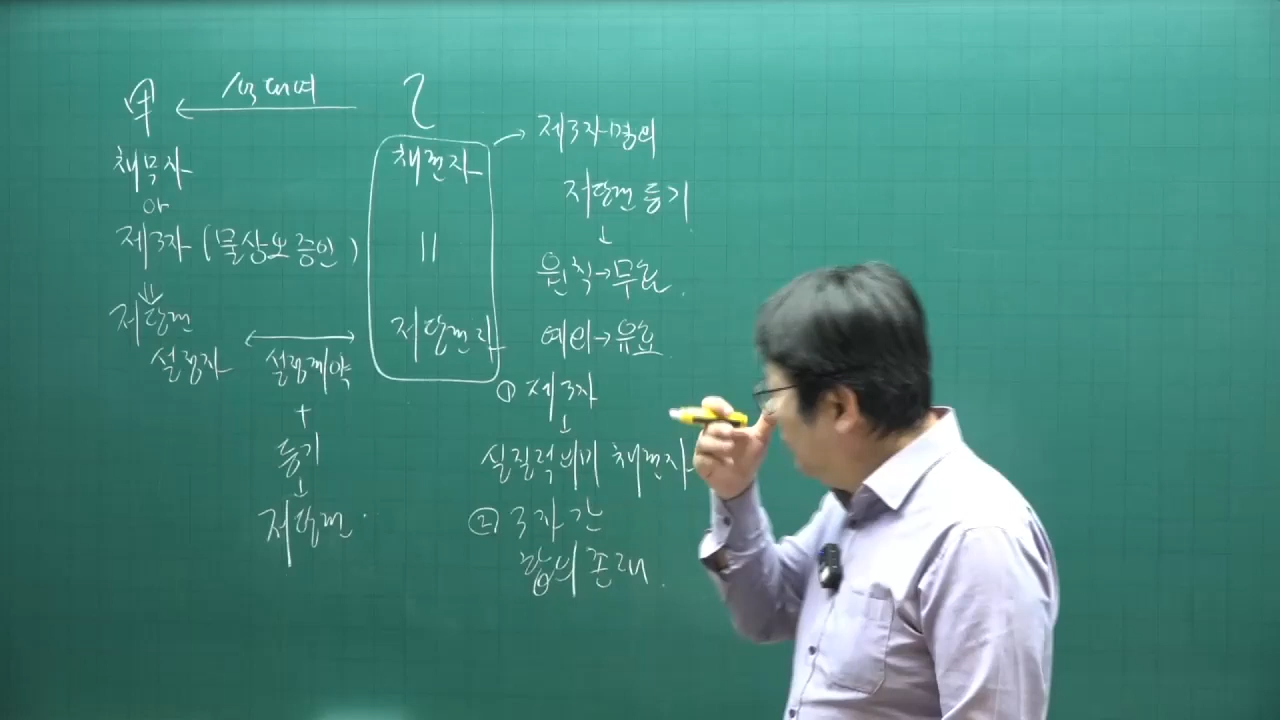 甲 ← 1억 대여 乙
채무자
or
제3자 (물상보증인)
⇓
저당권
설정자
↔
설정계약
+
등기
↓
저당권.
채권자
||
저당권자
→ 제3자 명의
저당권 등기
↓
원칙→무효.
예외→유효.
① 제3자
↓
실질적 채권자
② 3자 간
합의 존재.